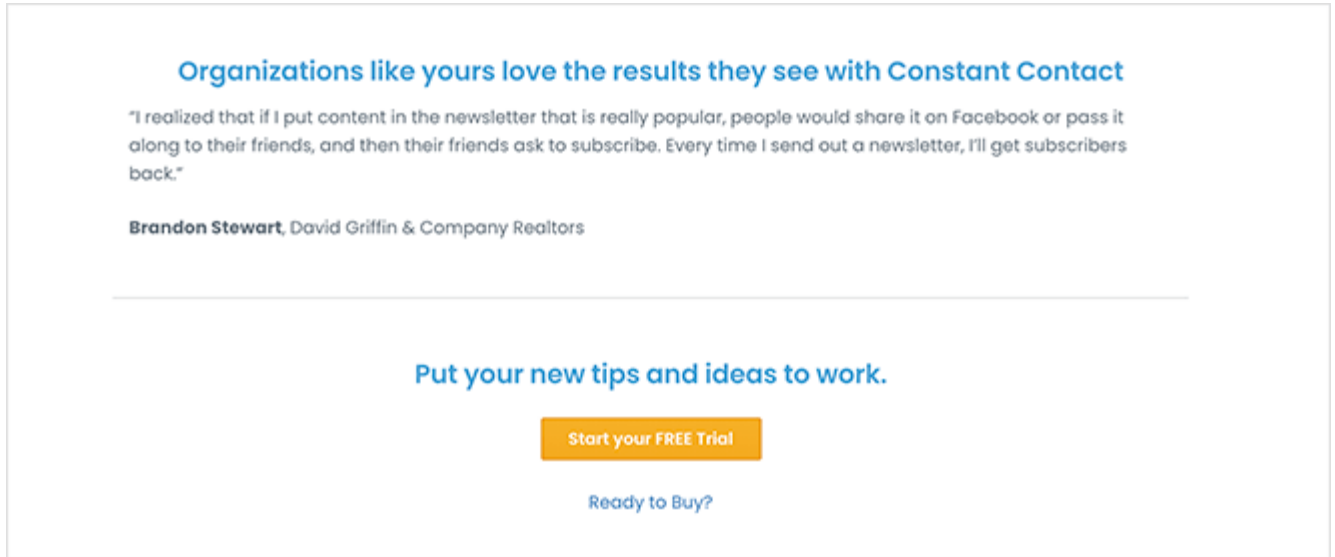 Organizations like yours love the results they see with Constant Contact
“I realized that if I put content in the newsletter that is really popular, people would share it on Facebook or pass it
along to their friends, and then their friends ask to subscribe. Every time I send out a newsletter, I’ll get subscribers
back.”
Brandon Stewart, David Griffin & Company Realtors
Put your new tips and ideas to work.
Start your FREE Trial
Ready to Buy?